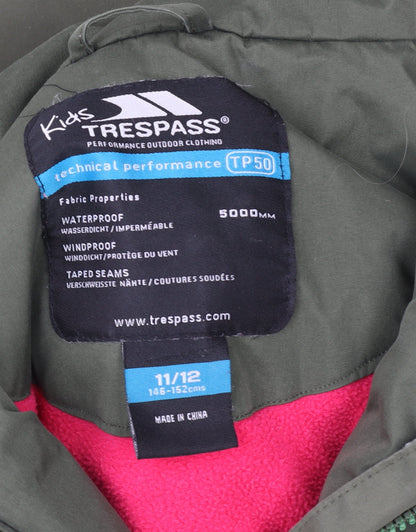 Kids
TRESPASS®
PERFORMANCE OUTDOOR CLOTHING
technical performance TP50
Fabric Properties
WATERPROOF 5000MM
WASSERDICHT/IMPERMÉABLE
WINDPROOF
WINDDICHT/PROTÈGE DU VENT
TAPED SEAMS
VERSCHWEISSTE NÄHTE/COUTURES SOUDÉES
www.trespass.com
11/12
146-152cms
MADE IN CHINA